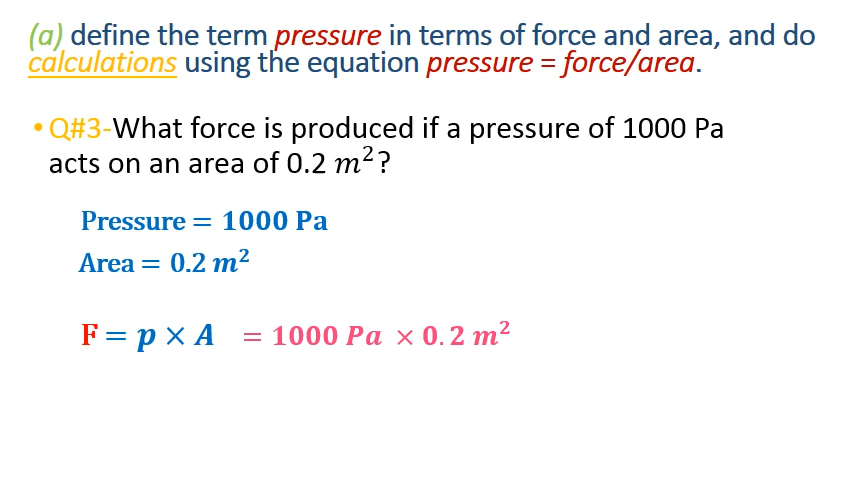 (a) define the term pressure in terms of force and area, and do
calculations using the equation pressure = force/area.
• Q#3-What force is produced if a pressure of 1000 Pa
acts on an area of 0.2 m²?
Pressure = 1000 Pa
Area = 0.2 m²
F = p × A = 1000 Pa × 0.2 m²